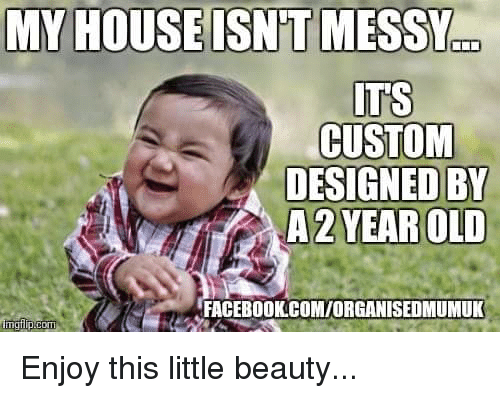 MY HOUSE ISN'T MESSY...
IT'S
CUSTOM
DESIGNED BY
A 2 YEAR OLD
FACEBOOK.COM/ORGANISEDMUMUK
imgflip.com
Enjoy this little beauty...